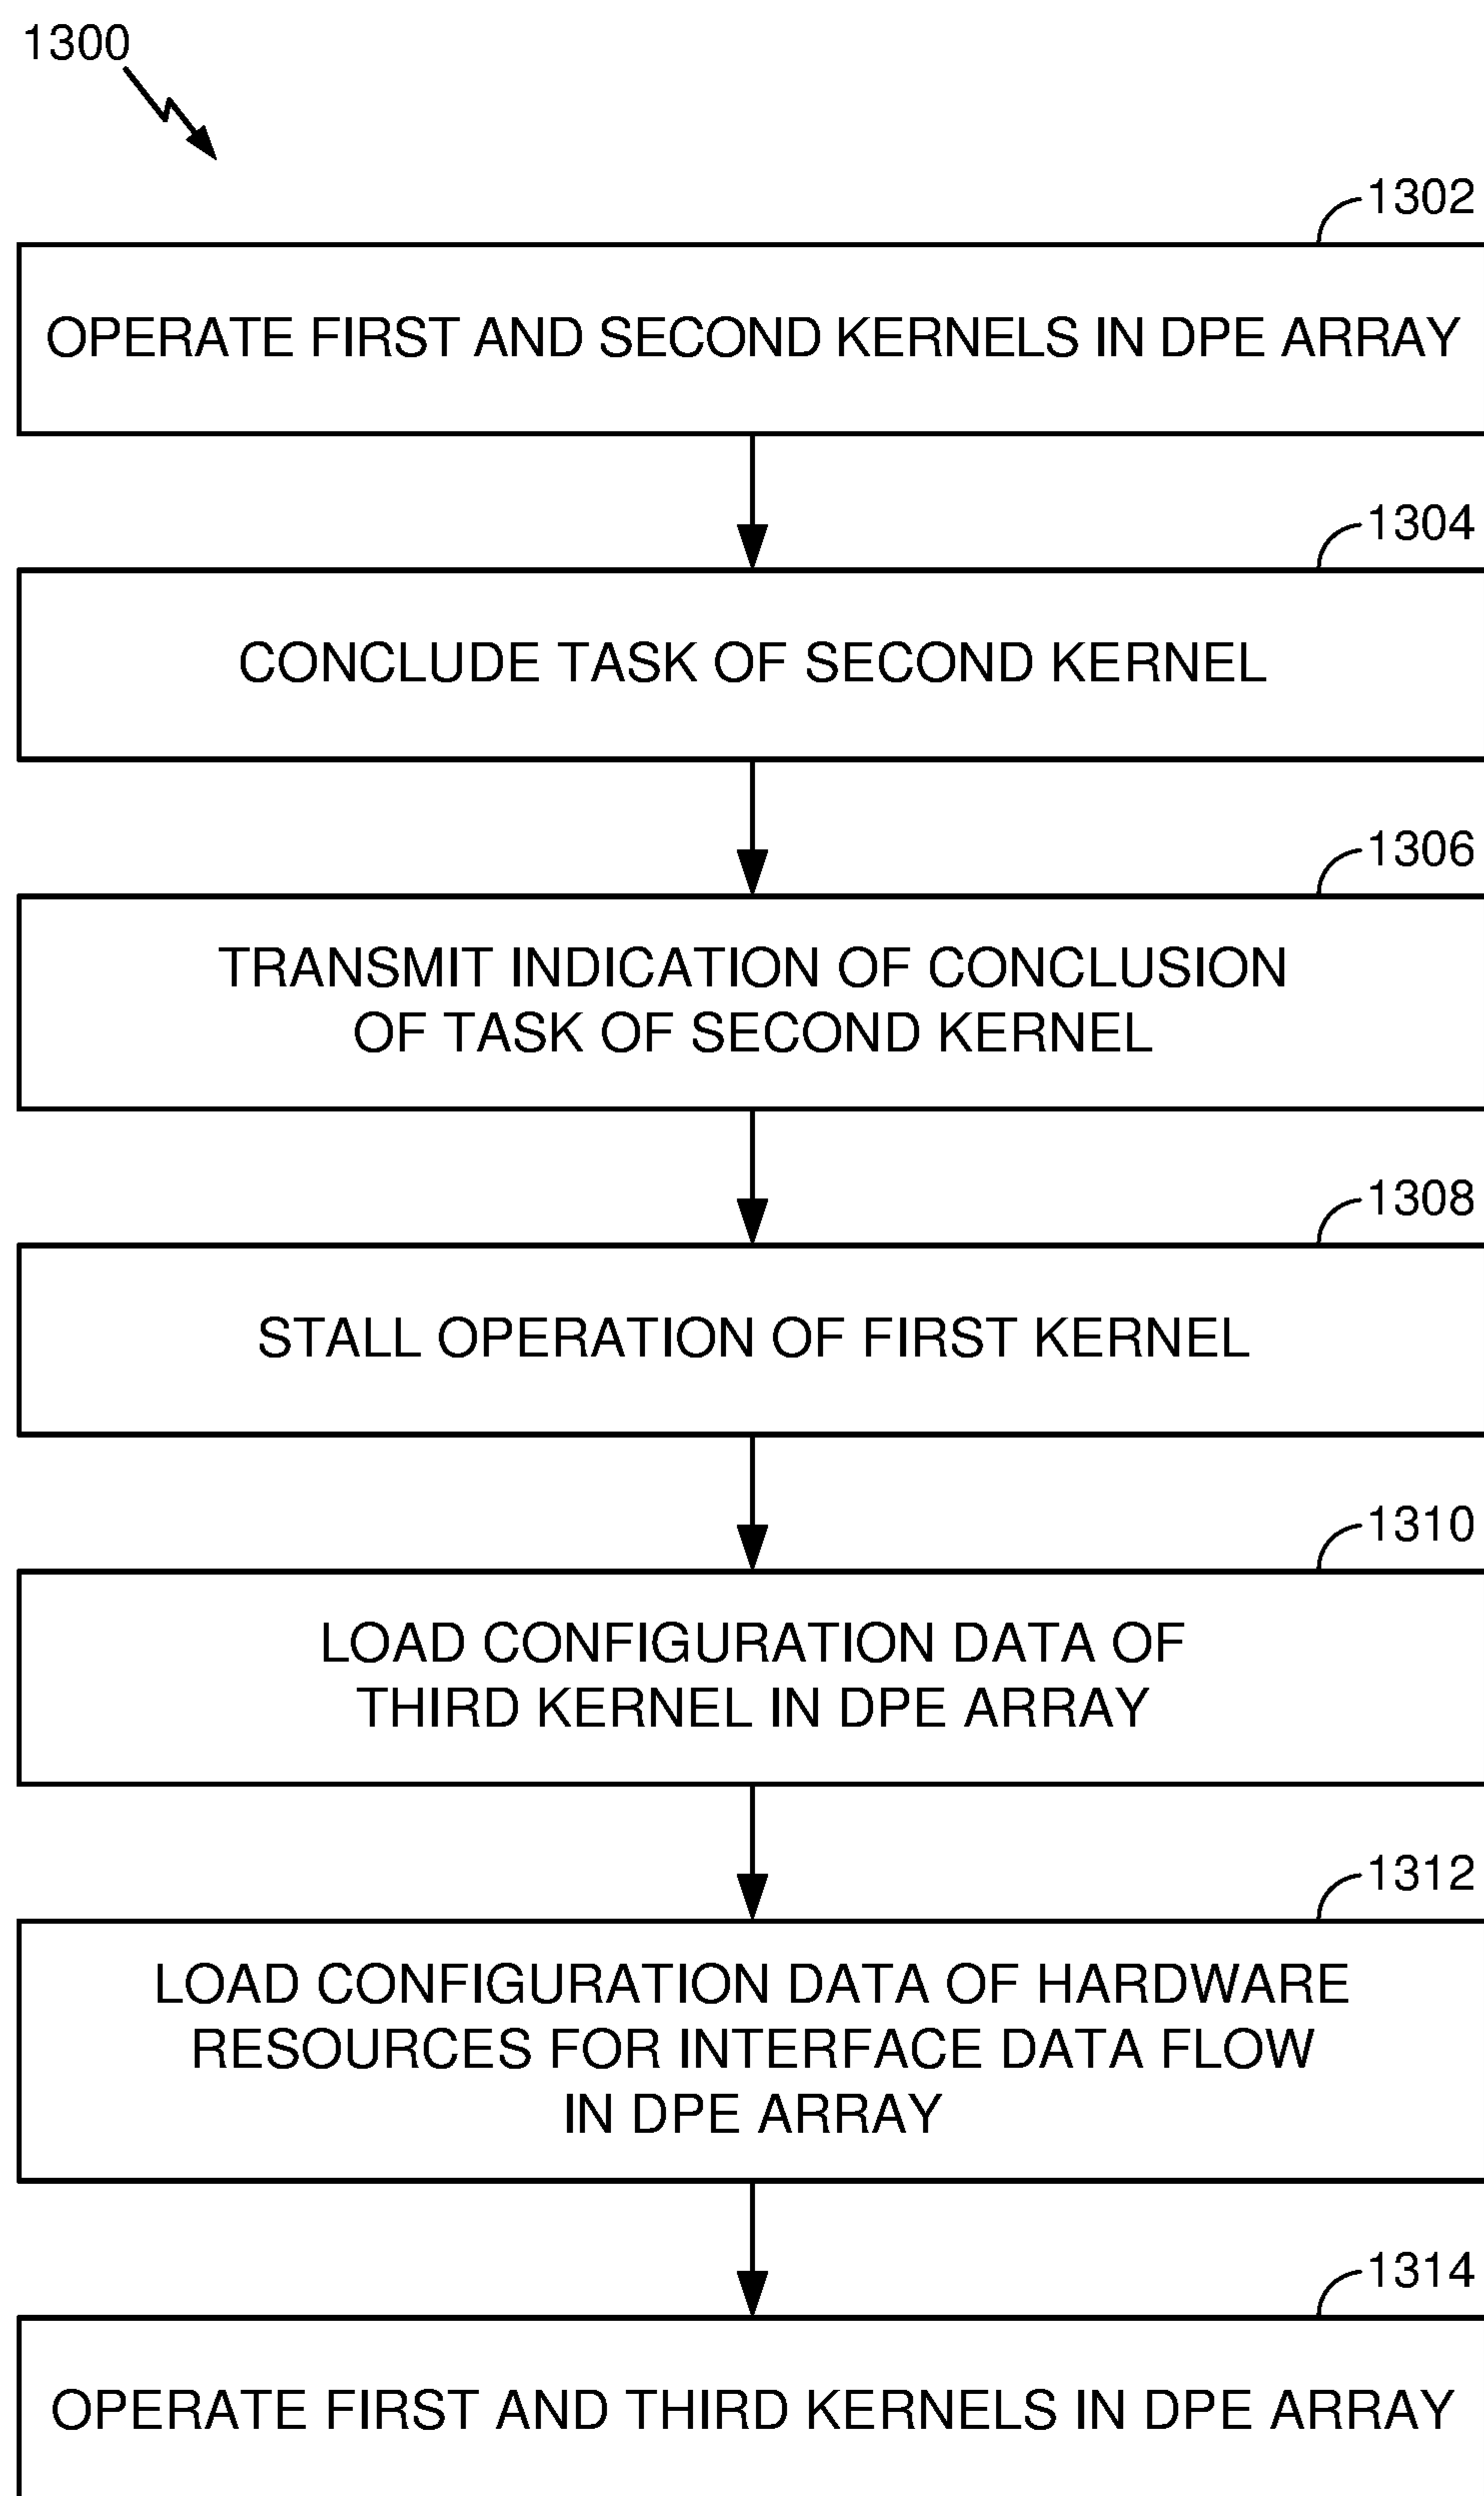 1300
1302
OPERATE FIRST AND SECOND KERNELS IN DPE ARRAY
1304
CONCLUDE TASK OF SECOND KERNEL
1306
TRANSMIT INDICATION OF CONCLUSION
OF TASK OF SECOND KERNEL
1308
STALL OPERATION OF FIRST KERNEL
1310
LOAD CONFIGURATION DATA OF
THIRD KERNEL IN DPE ARRAY
1312
LOAD CONFIGURATION DATA OF HARDWARE
RESOURCES FOR INTERFACE DATA FLOW
IN DPE ARRAY
1314
OPERATE FIRST AND THIRD KERNELS IN DPE ARRAY